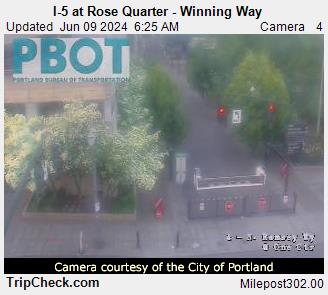 I-5 at Rose Quarter - Winning Way
Updated Jun 09 2024 6:25 AM Camera 4
PBOT
PORTLAND BUREAU OF TRANSPORTATION
Camera courtesy of the City of Portland
TripCheck.com Milepost302.00